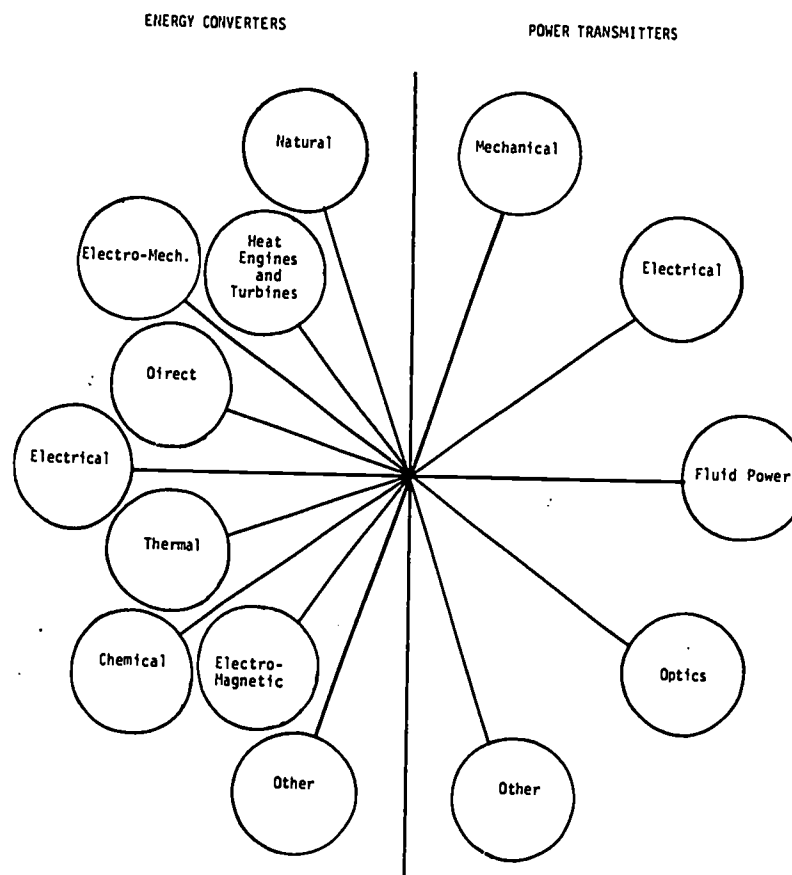 ENERGY CONVERTERS
POWER TRANSMITTERS
Natural
Mechanical
Electro-Mech.
Heat
Engines
and
Turbines
Electrical
Direct
Electrical
Fluid Power
Thermal
Chemical
Electro-
Magnetic
Optics
Other
Other